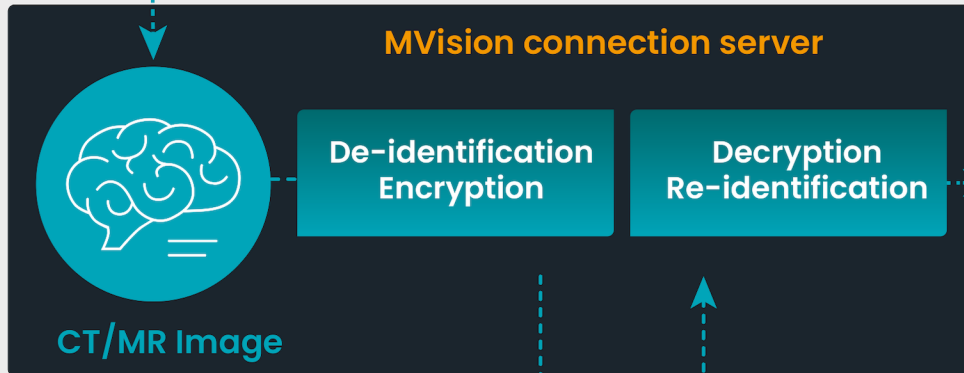 MVision connection server
De-identification
Encryption
Decryption
Re-identification
CT/MR Image